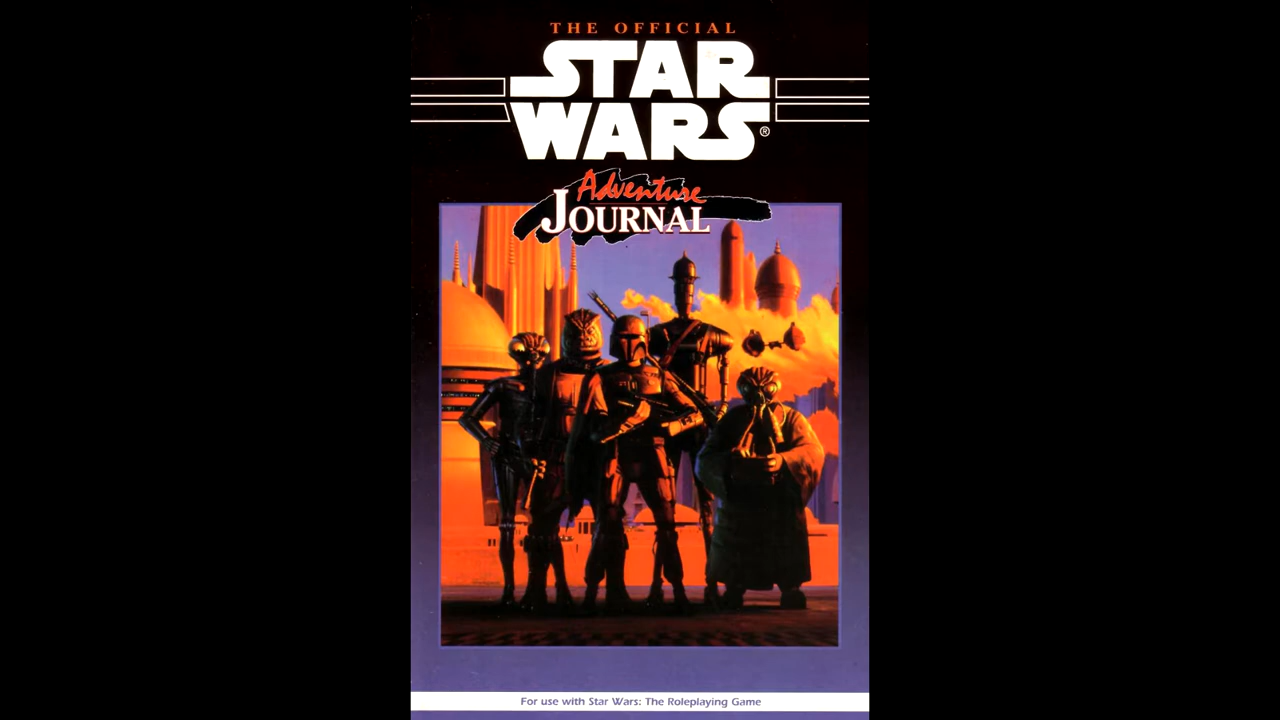 THE OFFICIAL
STAR
WARS®
Adventure
JOURNAL
For use with Star Wars: The Roleplaying Game